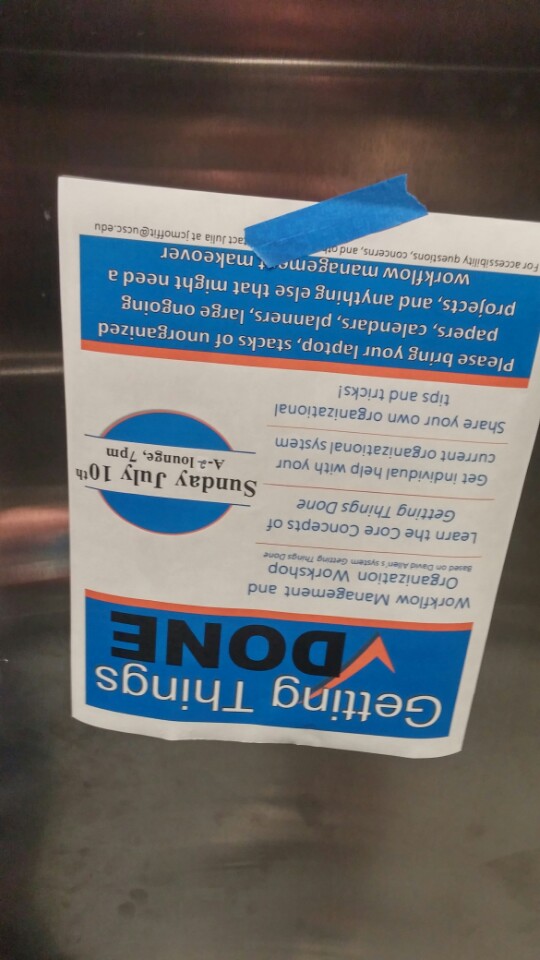 Getting Things
DONE
Workflow Management and
Organization Workshop
Based on David Allen's system Getting Things Done
Learn the Core Concepts of
Getting Things Done
Get individual help with your
current organizational system
Share your own organizational
tips and tricks!
Sunday July 10th
A-2 lounge, 7pm
Please bring your laptop, stacks of unorganized
papers, calendars, planners, large ongoing
projects, and anything else that might need a
workflow management makeover
For accessibility questions, concerns, and Julia at jcmoffit@ucsc.edu